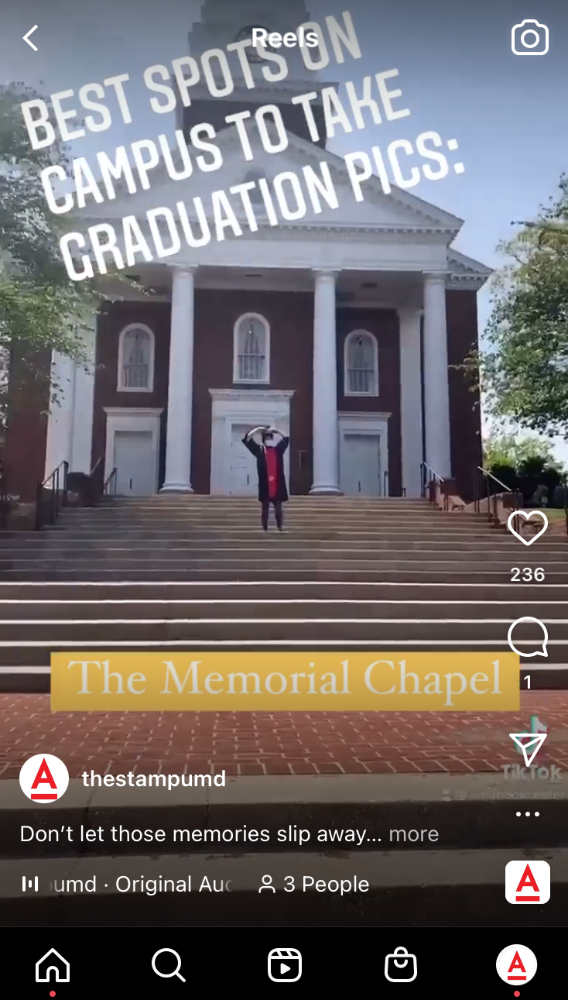 Reels
BEST SPOTS ON
CAMPUS TO TAKE
GRADUATION PICS:
236
The Memorial Chapel
1
TikTok
A
thestampumd
Don’t let those memories slip away... more
umd · Original Au
3 People
A
A